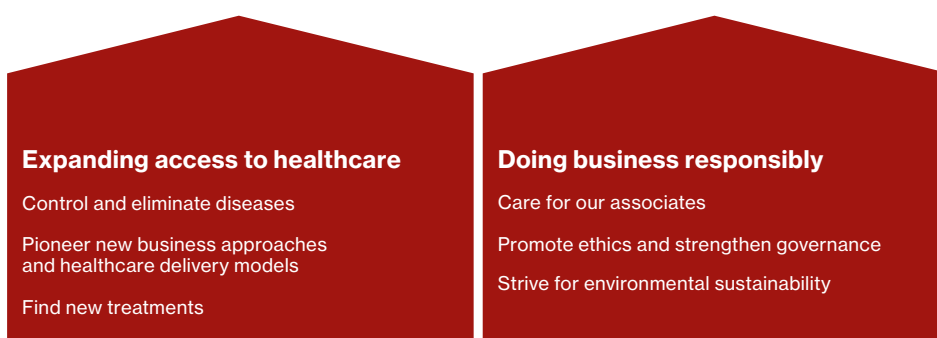 Expanding access to healthcare
Control and eliminate diseases
Pioneer new business approaches
and healthcare delivery models
Find new treatments
Doing business responsibly
Care for our associates
Promote ethics and strengthen governance
Strive for environmental sustainability